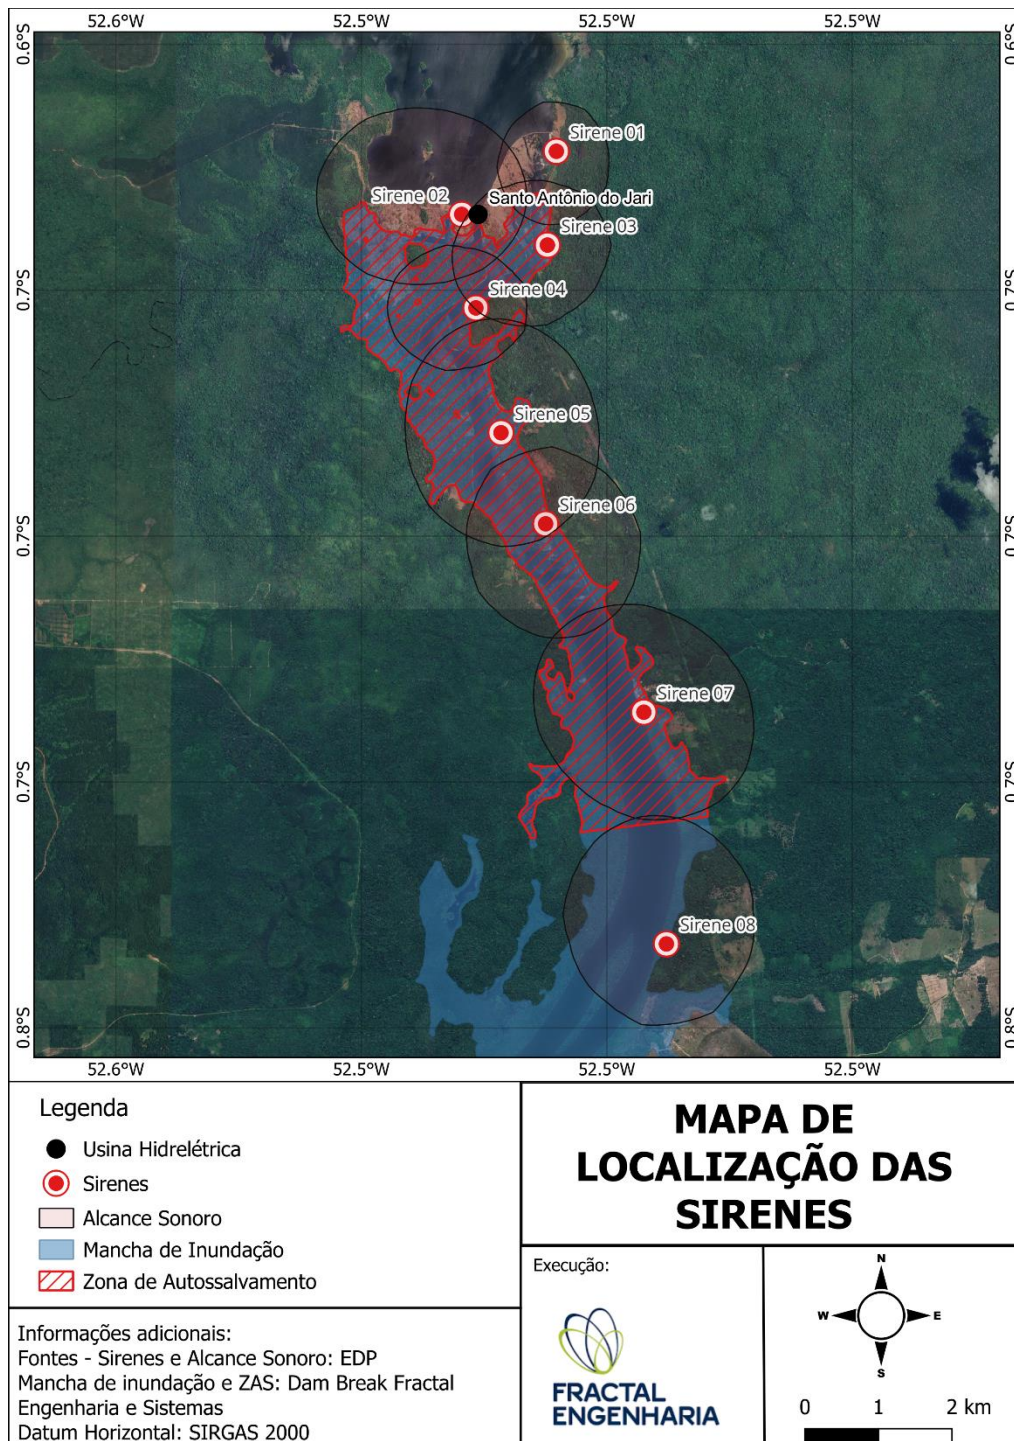 52.6°W 52.5°W 52.5°W 52.5°W
0.6°S 0.6°S
Sirene 01
Sirene 02
Santo Antônio do Jari
Sirene 03
0.7°S 0.7°S
Sirene 04
Sirene 05
Sirene 06
0.7°S 0.7°S
Sirene 07
0.7°S 0.7°S
Sirene 08
0.8°S 0.8°S
52.6°W 52.5°W 52.5°W 52.5°W
Legenda
Usina Hidrelétrica
Sirenes
Alcance Sonoro
Mancha de Inundação
Zona de Autossalvamento
Informações adicionais:
Fontes - Sirenes e Alcance Sonoro: EDP
Mancha de inundação e ZAS: Dam Break Fractal
Engenharia e Sistemas
Datum Horizontal: SIRGAS 2000
MAPA DE
LOCALIZAÇÃO DAS
SIRENES
Execução:
FRACTAL
ENGENHARIA
N
W E
S
0 1 2 km